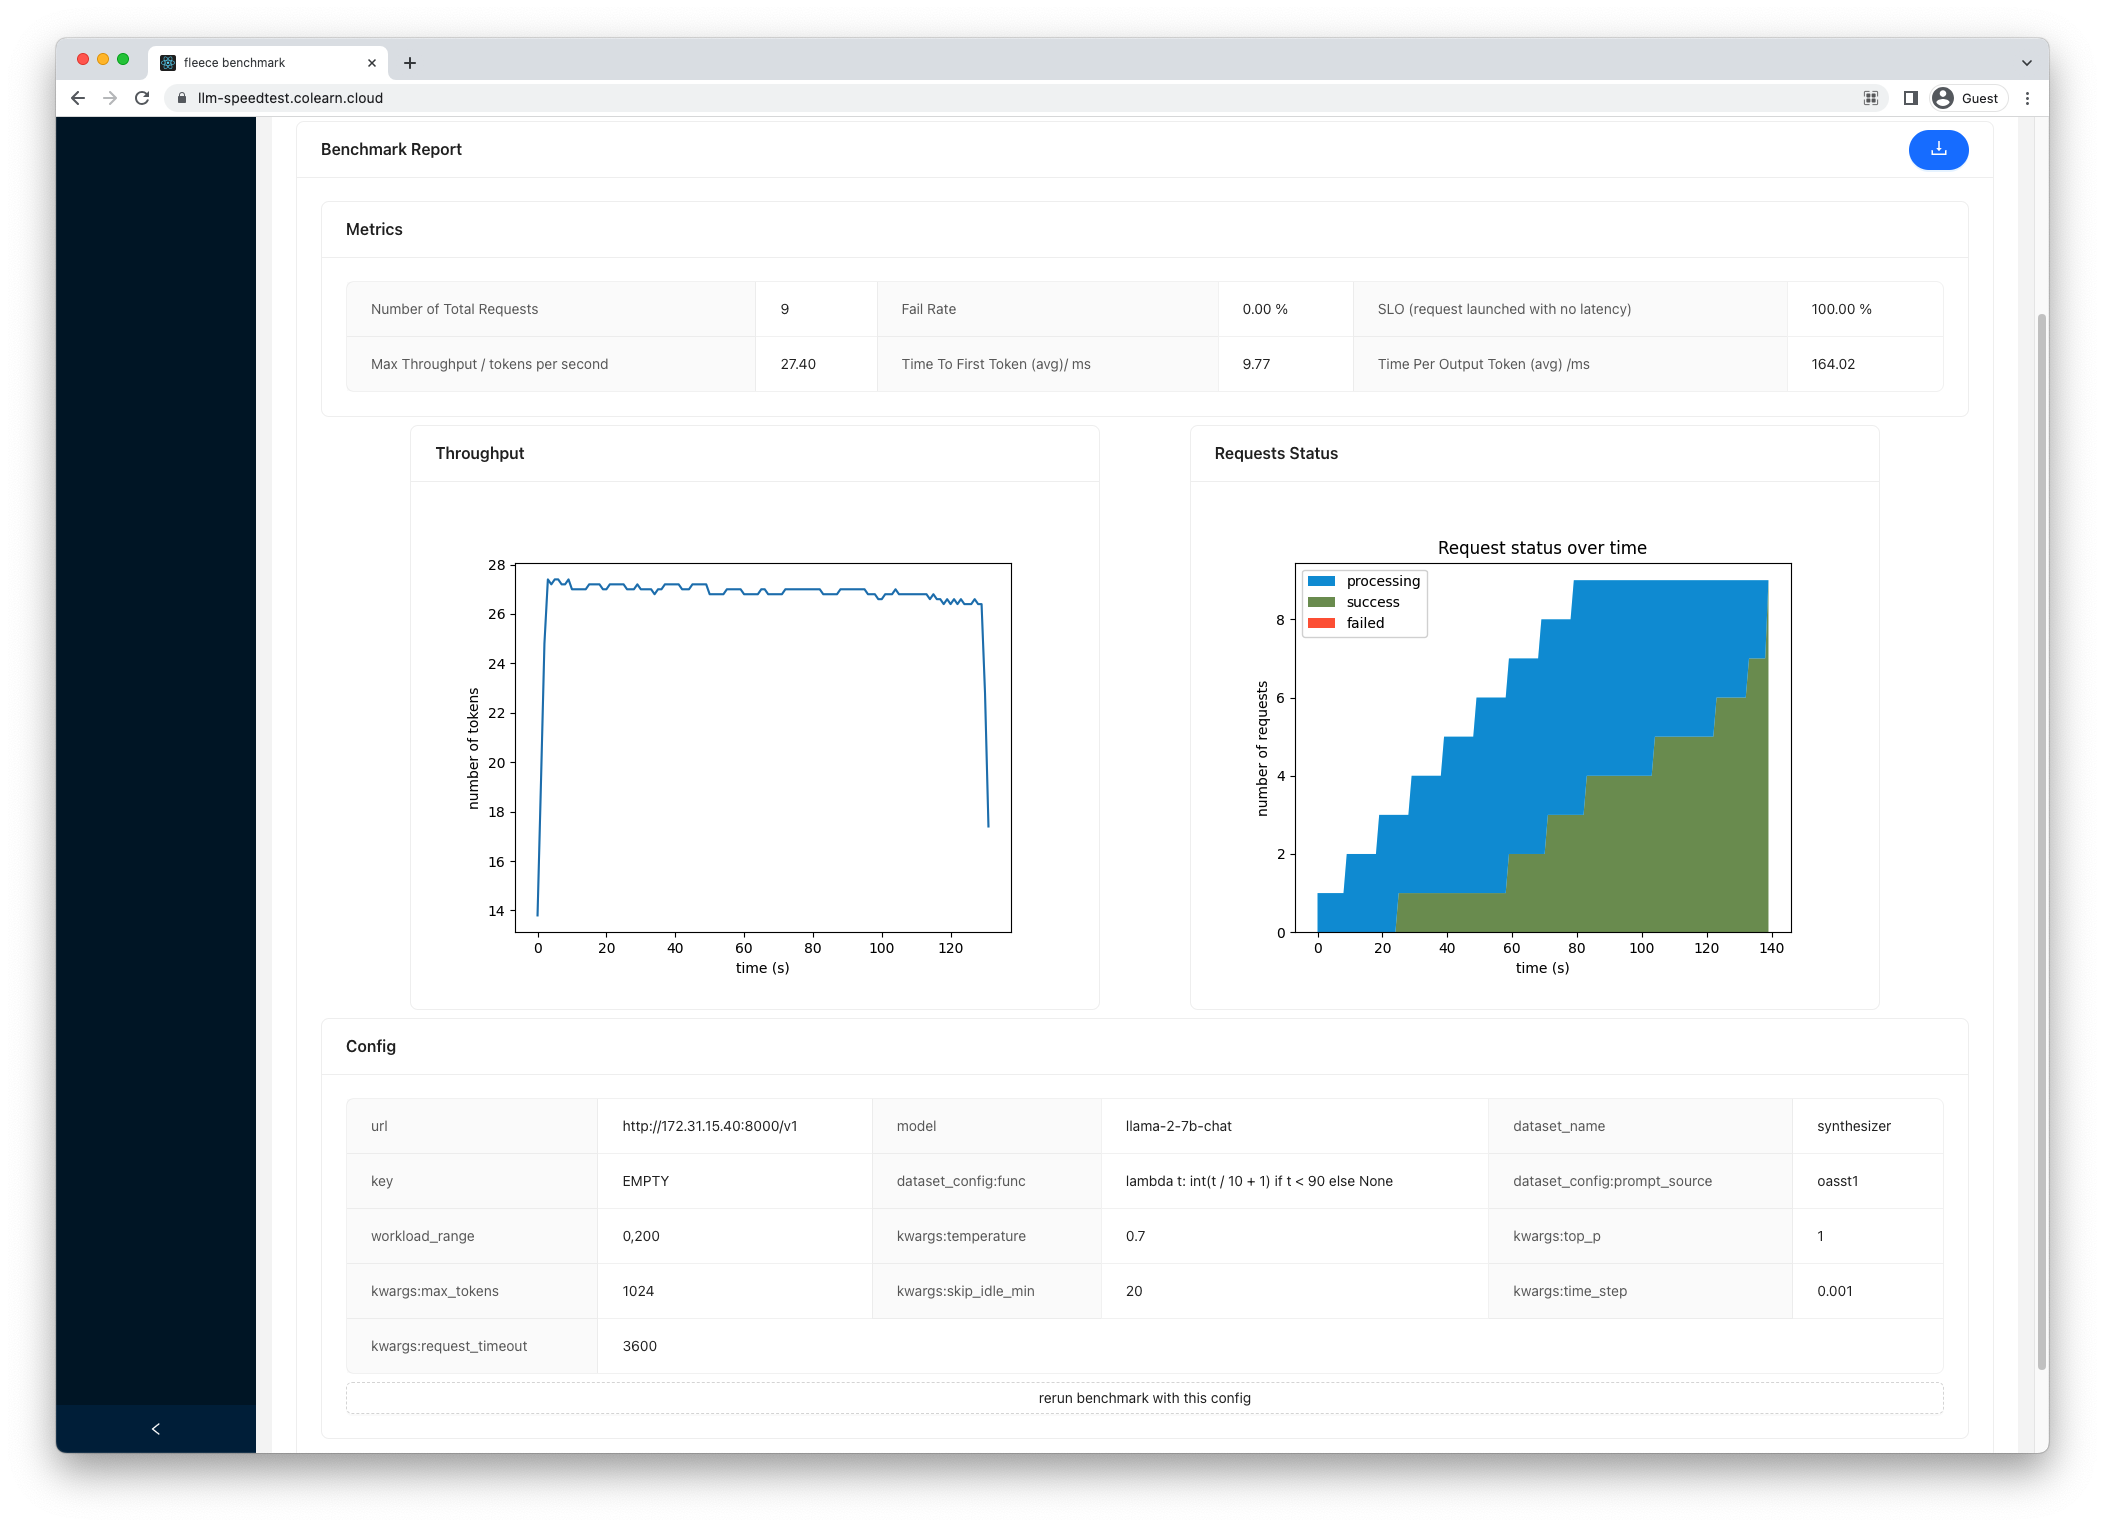 fleece benchmark
llm-speedtest.colearn.cloud
Guest
Benchmark Report
Metrics
Number of Total Requests 9 Fail Rate 0.00 % SLO (request launched with no latency) 100.00 %
Max Throughput / tokens per second 27.40 Time To First Token (avg)/ ms 9.77 Time Per Output Token (avg) /ms 164.02
Throughput
28
26
24
22
20
18
16
14
number of tokens
0 20 40 60 80 100 120
time (s)
Requests Status
Request status over time
processing
success
failed
8
6
4
2
0
number of requests
0 20 40 60 80 100 120 140
time (s)
Config
url http://172.31.15.40:8000/v1 model llama-2-7b-chat dataset_name synthesizer
key EMPTY dataset_config:func lambda t: int(t / 10 + 1) if t < 90 else None dataset_config:prompt_source oasst1
workload_range 0,200 kwargs:temperature 0.7 kwargs:top_p 1
kwargs:max_tokens 1024 kwargs:skip_idle_min 20 kwargs:time_step 0.001
kwargs:request_timeout 3600
rerun benchmark with this config